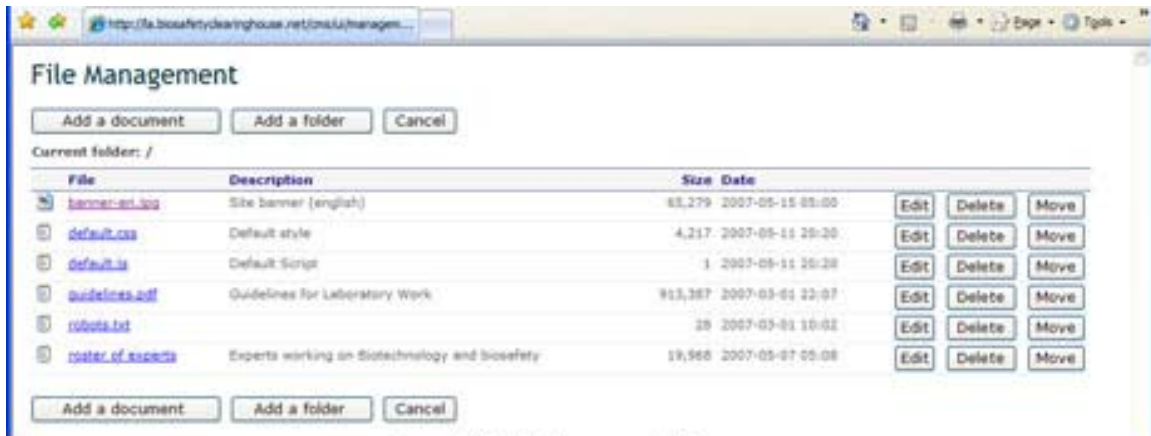 http://la.biosafetyclearinghouse.net/cms/ui/managem...
Page Tools
File Management
Add a document Add a folder Cancel
Current folder: /
File Description Size Date
banner-en.jpg Site banner (english) 65,279 2007-05-15 05:00 Edit Delete Move
default.css Default style 4,217 2007-05-11 20:20 Edit Delete Move
default.js Default Script 1 2007-05-11 20:20 Edit Delete Move
guidelines.pdf Guidelines for Laboratory Work 913,387 2007-03-01 22:07 Edit Delete Move
robots.txt 28 2007-03-01 10:02 Edit Delete Move
roster of experts Experts working on Biotechnology and biosafety 19,968 2007-05-07 05:08 Edit Delete Move
Add a document Add a folder Cancel